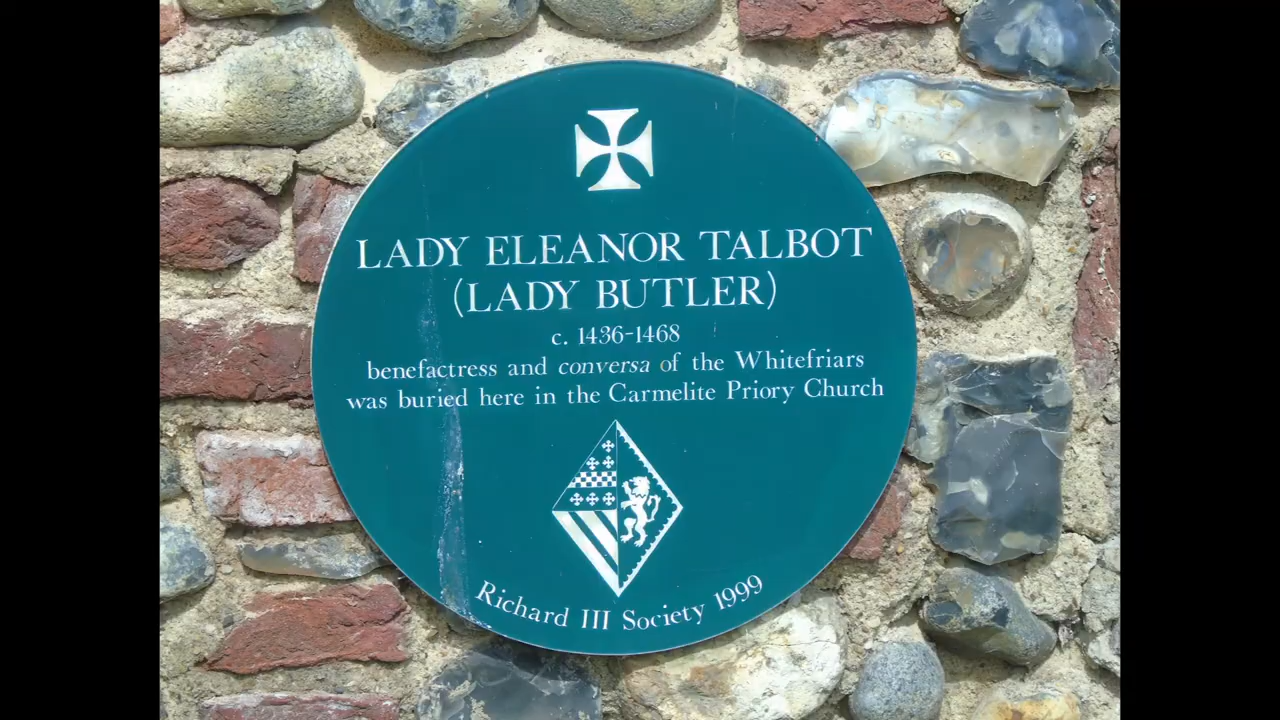 LADY ELEANOR TALBOT
(LADY BUTLER)
c. 1436-1468
benefactress and conversa of the Whitefriars
was buried here in the Carmelite Priory Church
Richard III Society 1999